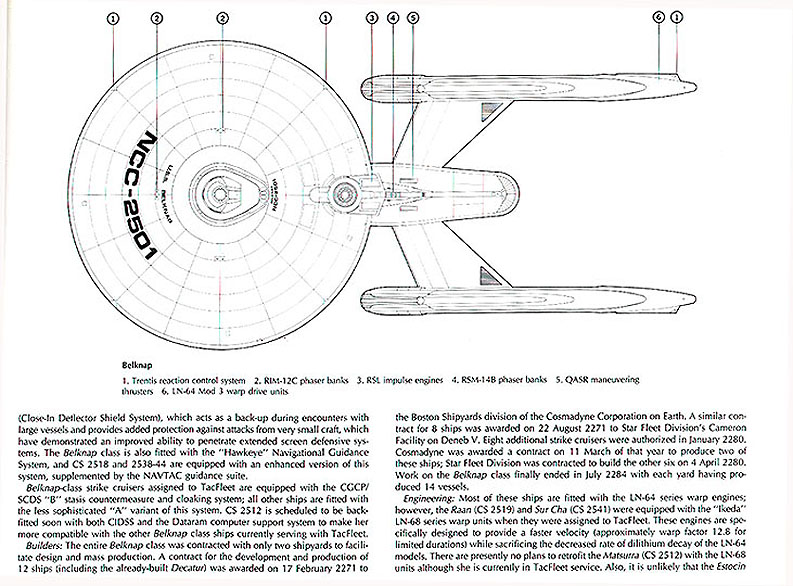 1 2 2 1 3 4 5 6 1
NCC-2501
U.S.S. BELKNAP
Belknap
1. Trentis reaction control system 2. RIM-12C phaser banks 3. RSL impulse engines 4. RSM-14B phaser banks 5. QASR maneuvering
thrusters 6. LN-64 Mod 3 warp drive units
(Close-In Deflector Shield System), which acts as a back-up during encounters with
large vessels and provides added protection against attacks from very small craft, which
have demonstrated an improved ability to penetrate extended screen defensive sys-
tems. The Belknap class is also fitted with the "Hawkeye" Navigational Guidance
System, and CS 2518 and 2538-44 are equipped with an enhanced version of this
system, supplemented by the NAVTAC guidance suite.
Belknap-class strike cruisers assigned to TacFleet are equipped with the CGCP/
SCDS "B" stasis countermeasure and cloaking system; all other ships are fitted with
the less sophisticated "A" variant of this system. CS 2512 is scheduled to be back-
fitted soon with both CIDSS and the Dataram computer support system to make her
more compatible with the other Belknap class ships currently serving with TacFleet.
Builders: The entire Belknap class was contracted with only two shipyards to facili-
tate design and mass production. A contract for the development and production of
12 ships (including the already-built Decatur) was awarded on 17 February 2271 to
the Boston Shipyards division of the Cosmadyne Corporation on Earth. A similar con-
tract for 8 ships was awarded on 22 August 2271 to Star Fleet Division's Cameron
Facility on Deneb V. Eight additional strike cruisers were authorized in January 2280.
Cosmadyne was awarded a contract on 11 March of that year to produce two of
these ships; Star Fleet Division was contracted to build the other six on 4 April 2280.
Work on the Belknap class finally ended in July 2284 with each yard having pro-
duced 14 vessels.
Engineering: Most of these ships are fitted with the LN-64 series warp engines;
however, the Raan (CS 2519) and Sur Cha (CS 2541) were equipped with the "Ikeda"
LN-68 series warp units when they were assigned to TacFleet. These engines are spe-
cifically designed to provide a faster velocity (approximately warp factor 12.8 for
limited durations) while sacrificing the decreased rate of dilithium decay of the LN-64
models. There are presently no plans to retrofit the Matsurra (CS 2512) with the LN-68
units although she is currently in TacFleet service. Also, it is unlikely that the Estocin